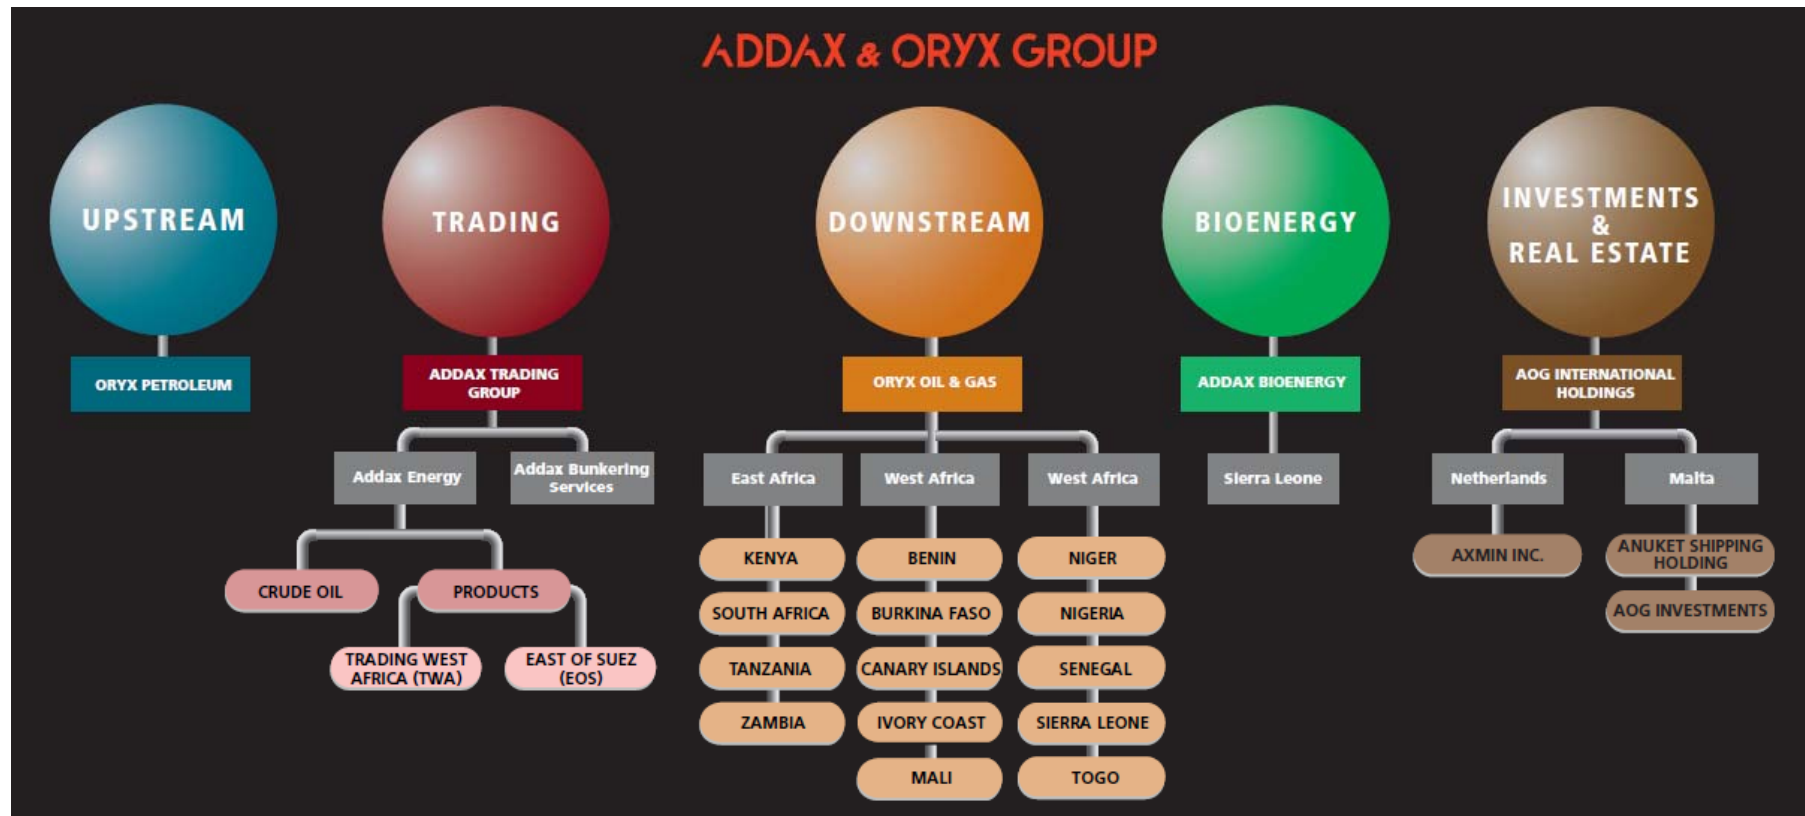 ADDAX & ORYX GROUP
UPSTREAM
TRADING
DOWNSTREAM
BIOENERGY
INVESTMENTS
&
REAL ESTATE
ORYX PETROLEUM
ADDAX TRADING
GROUP
ORYX OIL & GAS
ADDAX BIOENERGY
AOG INTERNATIONAL
HOLDINGS
Addax Energy
Addax Bunkering
Services
East Africa
West Africa
West Africa
Sierra Leone
Netherlands
Malta
CRUDE OIL
PRODUCTS
TRADING WEST
AFRICA (TWA)
EAST OF SUEZ
(EOS)
KENYA
SOUTH AFRICA
TANZANIA
ZAMBIA
BENIN
BURKINA FASO
CANARY ISLANDS
IVORY COAST
MALI
NIGER
NIGERIA
SENEGAL
SIERRA LEONE
TOGO
AXMIN INC.
ANUKET SHIPPING
HOLDING
AOG INVESTMENTS